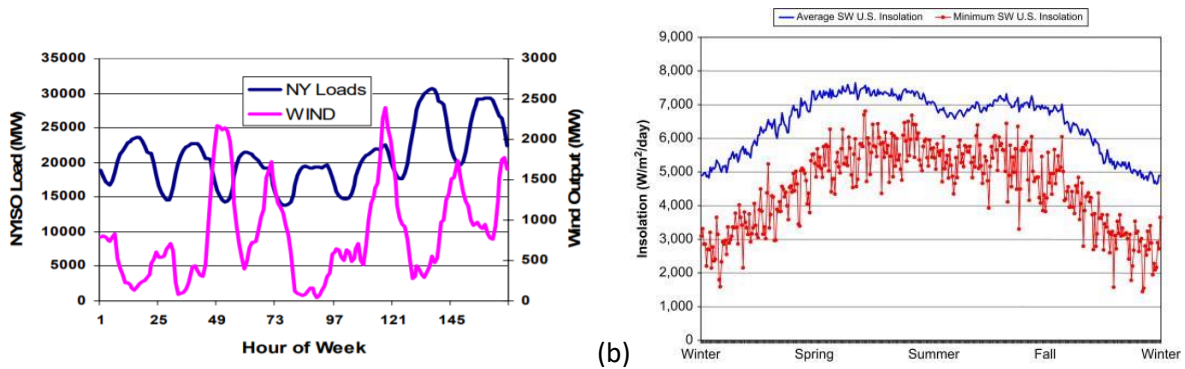 35000
30000
25000
20000
15000
10000
5000
0
NYISO Load (MW)
NY Loads
WIND
3000
2500
2000
1500
1000
500
0
Wind Output (MW)
1 25 49 73 97 121 145
Hour of Week
(b)
Average SW U.S. Insolation Minimum SW U.S. Insolation
9,000
8,000
7,000
6,000
5,000
4,000
3,000
2,000
1,000
0
Insolation (W/m²/day)
Winter Spring Summer Fall Winter